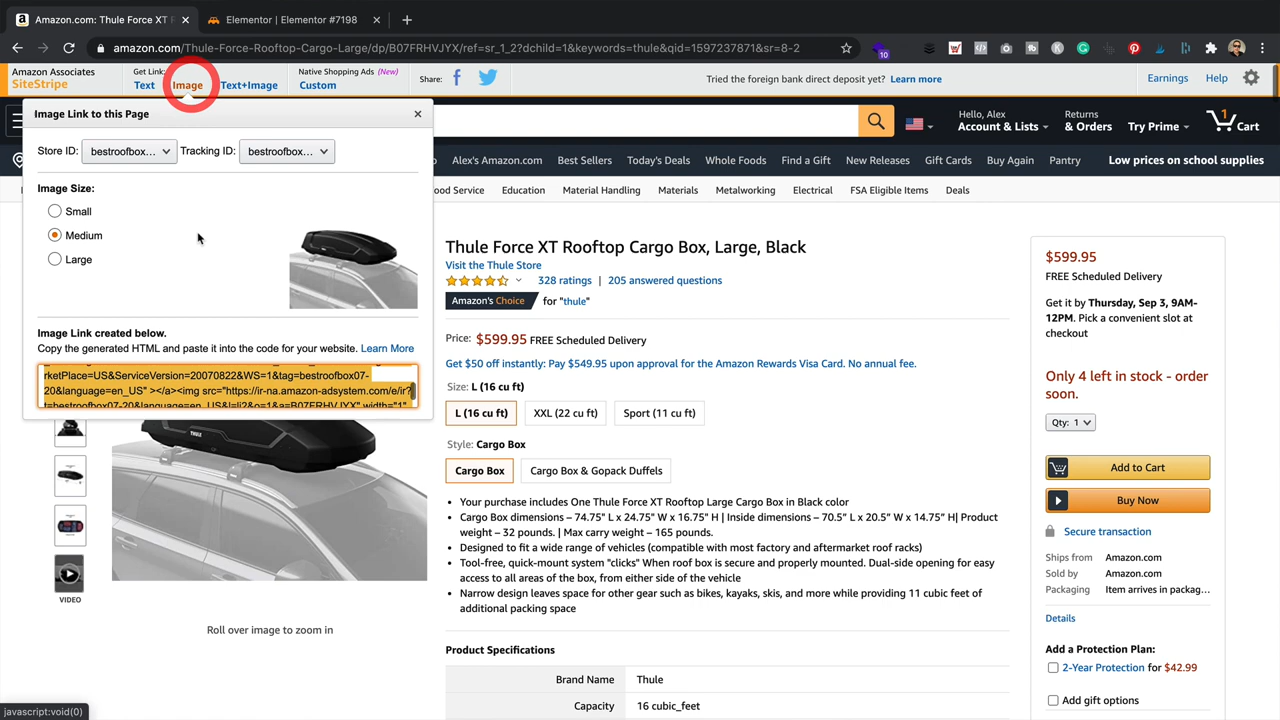 Amazon.com: Thule Force XT F
Elementor | Elementor #7198
amazon.com/Thule-Force-Rooftop-Cargo-Large/dp/B07FRHVJYX/ref=sr_1_2?dchild=1&keywords=thule&qid=1597237871&sr=8-2
10
Amazon Associates
SiteStripe
Get Link:
Text
Image
Text+Image
Native Shopping Ads (New)
Custom
Share:
Tried the foreign bank direct deposit yet? Learn more
Earnings
Help
Image Link to this Page
Store ID: bestroofbox... Tracking ID: bestroofbox...
Image Size:
Small
Medium
Large
Image Link created below.
Copy the generated HTML and paste it into the code for your website. Learn More
rketPlace=US&ServiceVersion=20070822&WS=1&tag=bestroofbox07-
20&language=en_US" ></a><img src="https://ir-na.amazon-adsystem.com/e/ir?
t=bestroofbox07-20&language=en_US&l=li2&o=1&a=B07FRHVJYX" width="1"
Hello, Alex
Account & Lists
Returns
& Orders
Try Prime
1
Cart
Alex's Amazon.com
Best Sellers
Today's Deals
Whole Foods
Find a Gift
New Releases
Gift Cards
Buy Again
Pantry
Low prices on school supplies
ood Service
Education
Material Handling
Materials
Metalworking
Electrical
FSA Eligible Items
Deals
Thule Force XT Rooftop Cargo Box, Large, Black
Visit the Thule Store
328 ratings | 205 answered questions
Amazon's Choice for "thule"
Price: $599.95 FREE Scheduled Delivery
Get $50 off instantly: Pay $549.95 upon approval for the Amazon Rewards Visa Card. No annual fee.
Size: L (16 cu ft)
L (16 cu ft)
XXL (22 cu ft)
Sport (11 cu ft)
Style: Cargo Box
Cargo Box
Cargo Box & Gopack Duffels
• Your purchase includes One Thule Force XT Rooftop Large Cargo Box in Black color
• Cargo Box dimensions – 74.75" L x 24.75" W x 16.75" H | Inside dimensions – 70.5” L x 20.5" W x 14.75” H| Product
weight – 32 pounds. | Max carry weight – 165 pounds.
• Designed to fit a wide range of vehicles (compatible with most factory and aftermarket roof racks)
• Tool-free, quick-mount system "clicks" When roof box is secure and properly mounted. Dual-side opening for easy
access to all areas of the box, from either side of the vehicle
• Narrow design leaves space for other gear such as bikes, kayaks, skis, and more while providing 11 cubic feet of
additional packing space
Product Specifications
Brand Name Thule
Capacity 16 cubic_feet
THULE
VIDEO
Roll over image to zoom in
$599.95
FREE Scheduled Delivery
Get it by Thursday, Sep 3, 9AM-
12PM. Pick a convenient slot at
checkout
Only 4 left in stock - order
soon.
Qty: 1
Add to Cart
Buy Now
Secure transaction
Ships from Amazon.com
Sold by Amazon.com
Packaging Item arrives in packag...
Details
Add a Protection Plan:
2-Year Protection for $42.99
Add gift options
javascript:void(0)